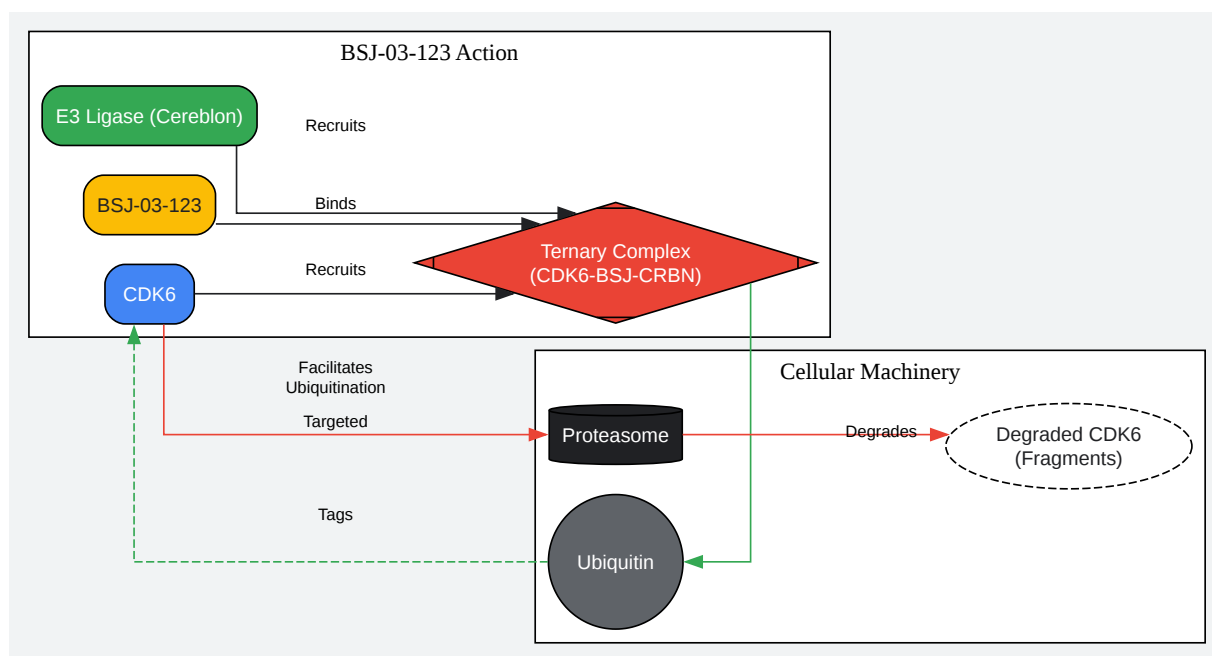 BSJ-03-123 Action
E3 Ligase (Cereblon)
Recruits
BSJ-03-123
Binds
Ternary Complex
(CDK6-BSJ-CRBN)
Recruits
CDK6
Facilitates
Ubiquitination
Targeted
Cellular Machinery
Proteasome
Degrades
Degraded CDK6
(Fragments)
Tags
Ubiquitin